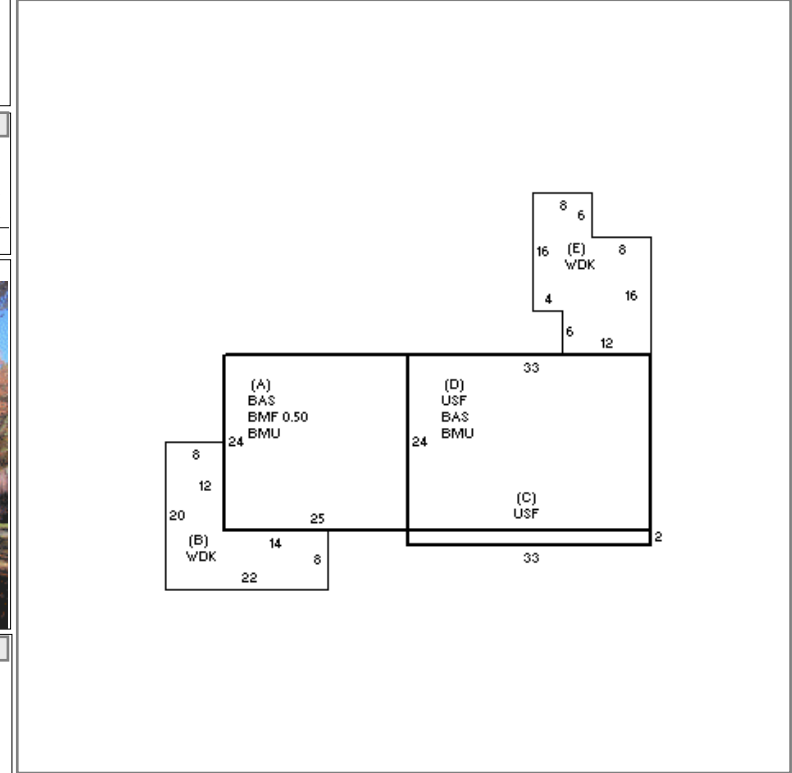 8
6
16
(E)
WDK
8
4
16
6
12
33
(A)
BAS
BMF 0.50
BMU
(D)
USF
BAS
BMU
24
24
8
12
20
25
(C)
USF
(B)
WDK
14
8
22
2
33